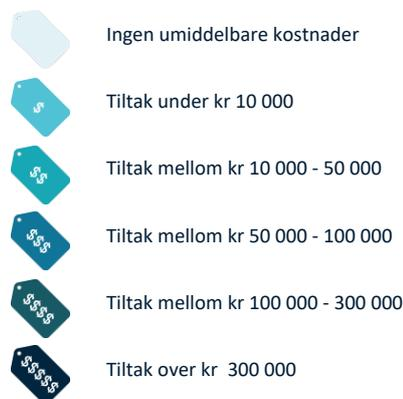 Ingen umiddelbare kostnader
$ Tiltak under kr 10 000
$$ Tiltak mellom kr 10 000 - 50 000
$$$ Tiltak mellom kr 50 000 - 100 000
$$$$ Tiltak mellom kr 100 000 - 300 000
$$$$$ Tiltak over kr  300 000